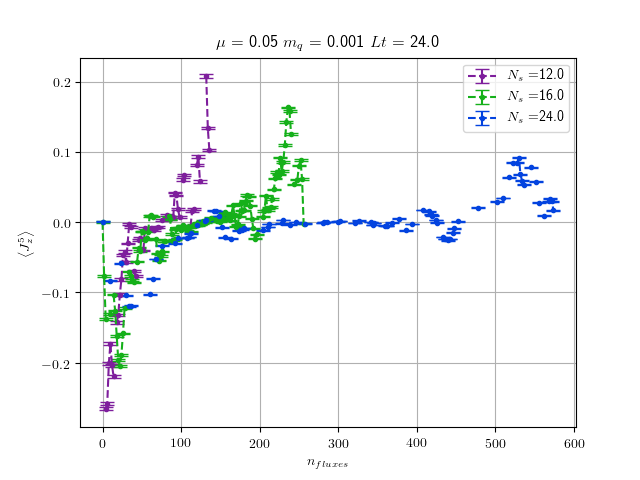 μ = 0.05 m_q = 0.001 Lt = 24.0
N_s =12.0
N_s =16.0
N_s =24.0
0.2
0.1
0.0
−0.1
−0.2
⟨J_z^5⟩
0 100 200 300 400 500 600
n_fluxes